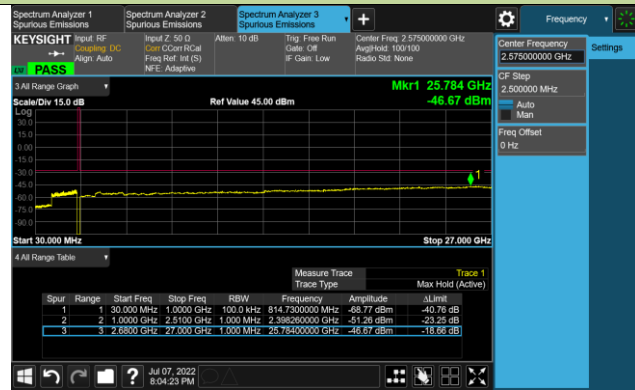 Spectrum Analyzer 1 Spectrum Analyzer 2 Spectrum Analyzer 3 Frequency
Spurious Emissions Spurious Emissions Spurious Emissions
KEYSIGHT Input: RF Input Z: 50 Ω Atten: 10 dB Trig: Free Run Center Freq: 2.575000000 GHz
Coupling: DC Corr CCorr RCal Gate: Off Avg|Hold: 100/100
Align: Auto Freq Ref: Int (S) IF Gain: Low Radio Std: None
NFE: Adaptive
PASS
Center Frequency Settings
2.575000000 GHz
CF Step
2.500000 MHz
Auto
Man
Freq Offset
0 Hz
3 All Range Graph Mkr1 25.784 GHz
Scale/Div 15.0 dB Ref Value 45.00 dBm -46.67 dBm
Log
30.0
15.0
0.00
-15.0
-30.0
1
-45.0
-60.0
-75.0
-90.0
Start 30.000 MHz Stop 27.000 GHz
4 All Range Table
Measure Trace Trace 1
Trace Type Max Hold (Active)
Spur Range Start Freq Stop Freq RBW Frequency Amplitude ΔLimit
1 1 30.000 MHz 1.0000 GHz 100.0 kHz 814.7300000 MHz -68.77 dBm -40.76 dB
2 2 1.0000 GHz 2.5100 GHz 1.000 MHz 2.398260000 GHz -51.26 dBm -23.25 dB
3 3 2.6800 GHz 27.000 GHz 1.000 MHz 25.78400000 GHz -46.67 dBm -18.66 dB
Jul 07, 2022
8:04:23 PM